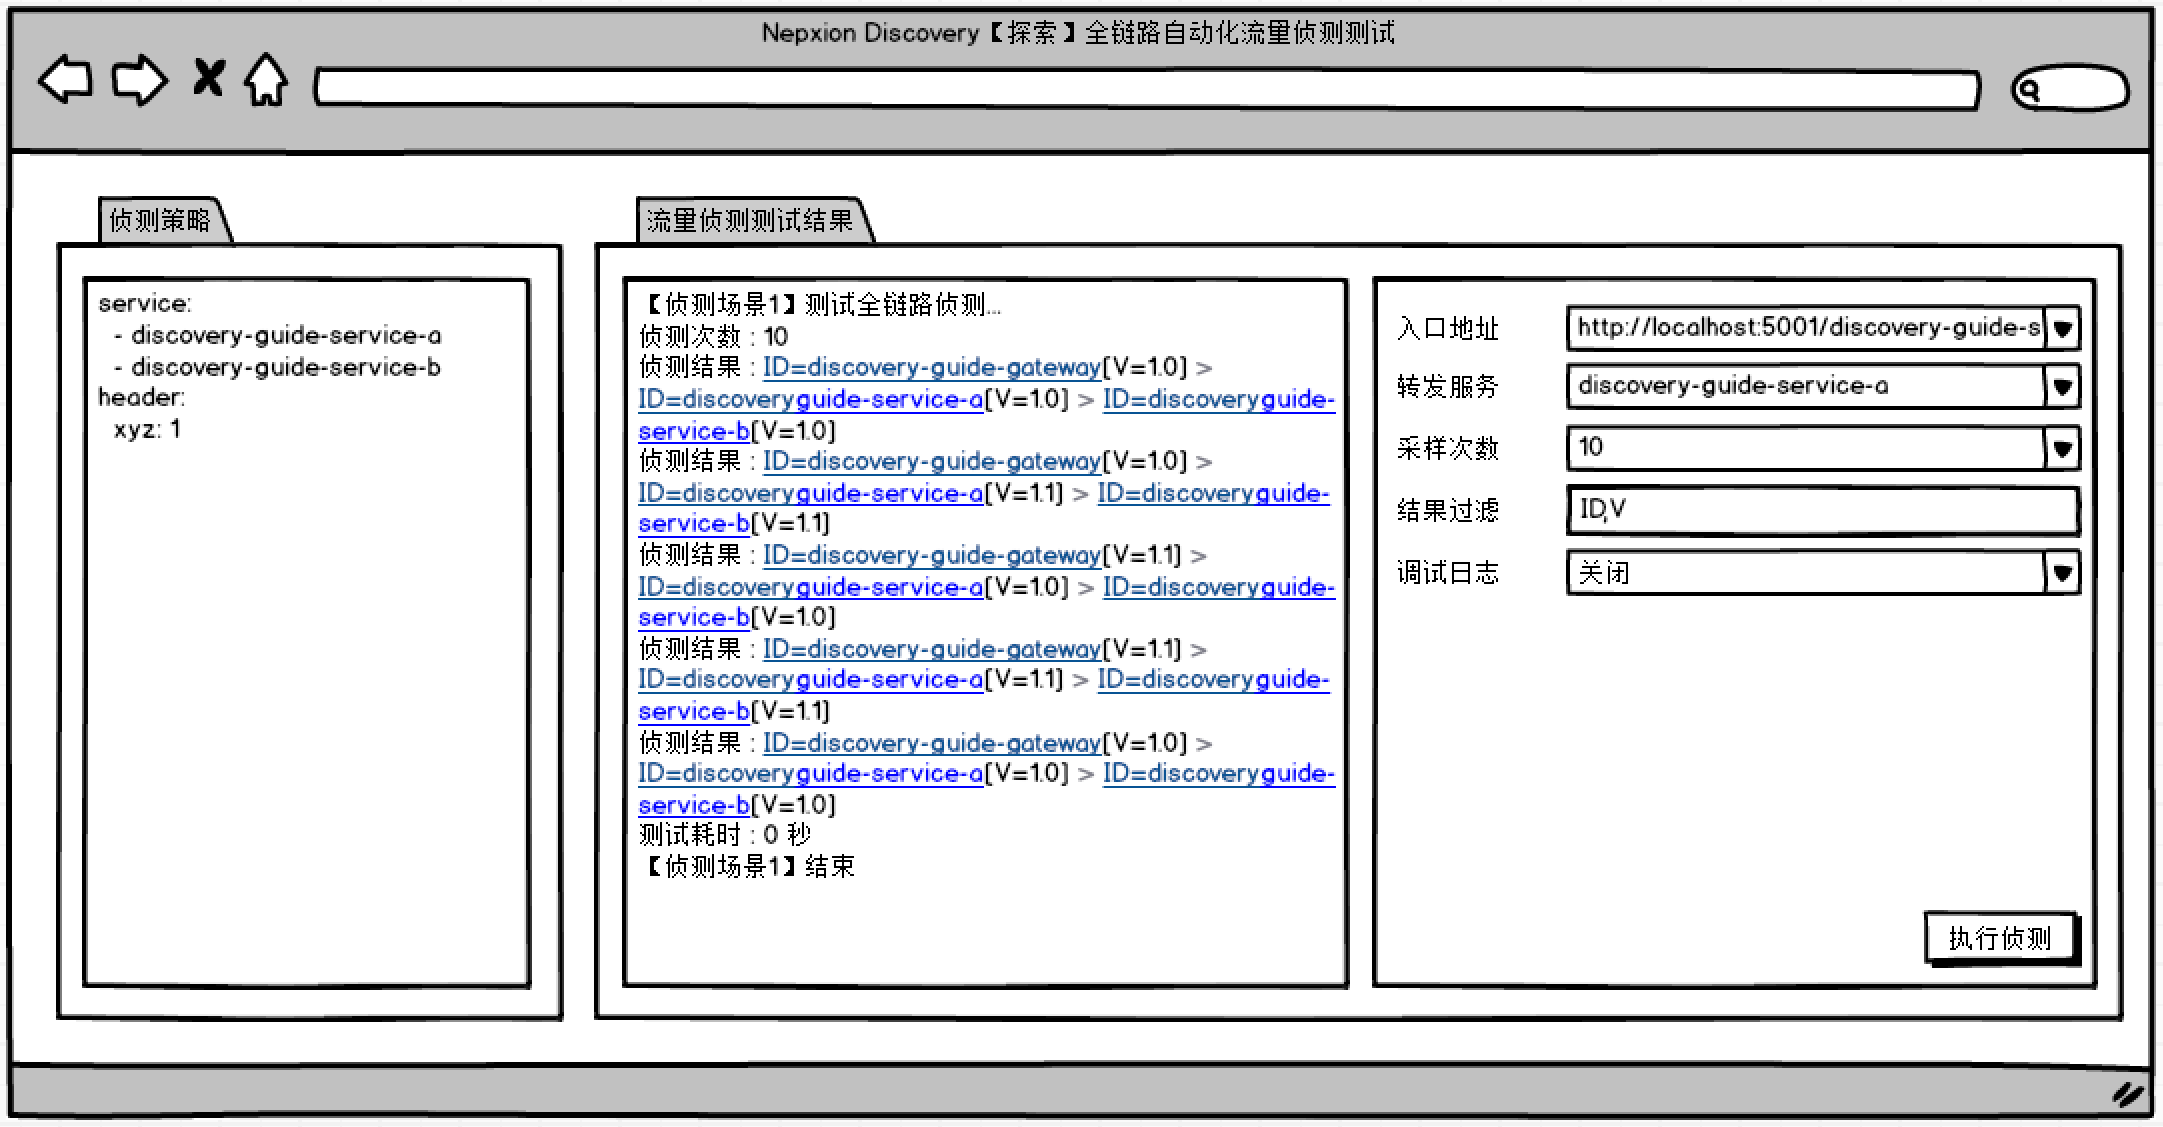 Nepxion Discovery【探索】全链路自动化流量侦测测试
侦测策略
service:
- discovery-guide-service-a
- discovery-guide-service-b
header:
xyz: 1
流量侦测测试结果
【侦测场景1】测试全链路侦测...
侦测次数 : 10
侦测结果 : ID=discovery-guide-gateway[V=1.0] >
ID=discoveryguide-service-a[V=1.0] > ID=discoveryguide-
service-b[V=1.0]
侦测结果 : ID=discovery-guide-gateway[V=1.0] >
ID=discoveryguide-service-a[V=1.1] > ID=discoveryguide-
service-b[V=1.1]
侦测结果 : ID=discovery-guide-gateway[V=1.1] >
ID=discoveryguide-service-a[V=1.0] > ID=discoveryguide-
service-b[V=1.0]
侦测结果 : ID=discovery-guide-gateway[V=1.1] >
ID=discoveryguide-service-a[V=1.1] > ID=discoveryguide-
service-b[V=1.1]
侦测结果 : ID=discovery-guide-gateway[V=1.0] >
ID=discoveryguide-service-a[V=1.0] > ID=discoveryguide-
service-b[V=1.0]
测试耗时 : 0 秒
【侦测场景1】结束
入口地址 http://localhost:5001/discovery-guide-s
转发服务 discovery-guide-service-a
采样次数 10
结果过滤 ID,V
调试日志 关闭
执行侦测